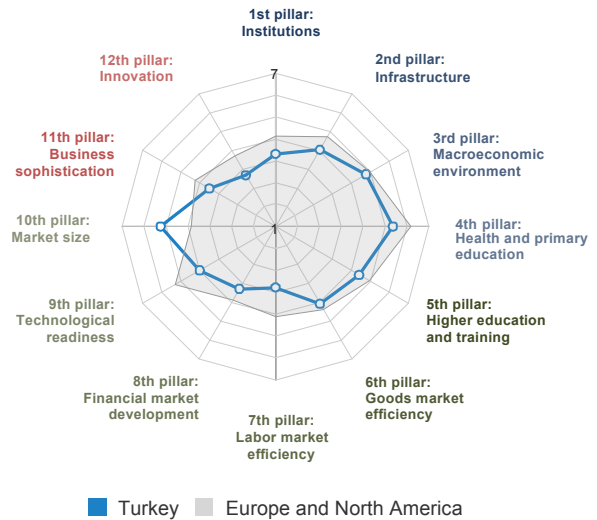 1st pillar:
Institutions
2nd pillar:
Infrastructure
3rd pillar:
Macroeconomic
environment
4th pillar:
Health and primary
education
5th pillar:
Higher education
and training
6th pillar:
Goods market
efficiency
7th pillar:
Labor market
efficiency
8th pillar:
Financial market
development
9th pillar:
Technological
readiness
10th pillar:
Market size
11th pillar:
Business
sophistication
12th pillar:
Innovation
7
1
Turkey
Europe and North America